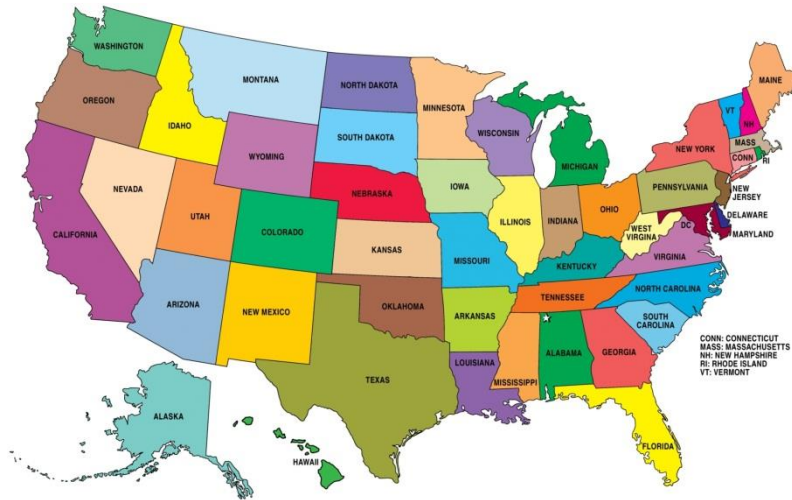 WASHINGTON
OREGON
IDAHO
MONTANA
WYOMING
NEVADA
UTAH
CALIFORNIA
COLORADO
ARIZONA
NEW MEXICO
NORTH DAKOTA
SOUTH DAKOTA
NEBRASKA
KANSAS
OKLAHOMA
TEXAS
MINNESOTA
IOWA
MISSOURI
ARKANSAS
LOUISIANA
WISCONSIN
ILLINOIS
MICHIGAN
INDIANA
OHIO
KENTUCKY
TENNESSEE
MISSISSIPPI
ALABAMA
GEORGIA
FLORIDA
SOUTH
CAROLINA
NORTH CAROLINA
VIRGINIA
WEST
VIRGINA
DC
PENNSYLVANIA
NEW YORK
VT
NH
MAINE
MASS
CONN
RI
NEW
JERSEY
DELAWARE
MARYLAND
ALASKA
HAWAII
CONN: CONNECTICUT
MASS: MASSACHUSETTS
NH: NEW HAMPSHIRE
RI: RHODE ISLAND
VT: VERMONT